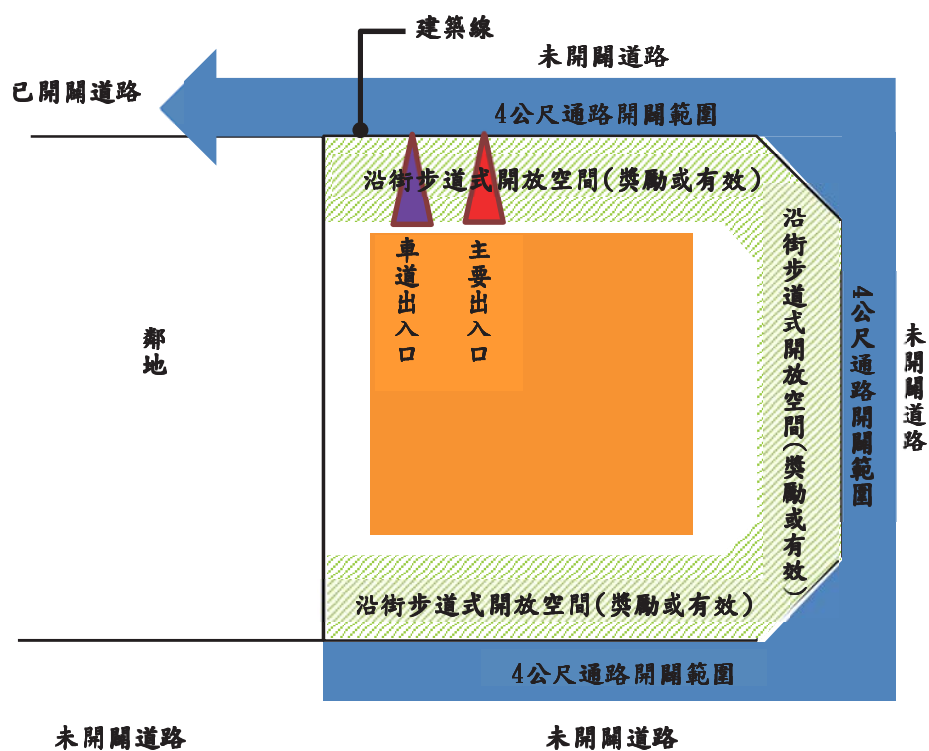 建築線
未開闢道路
已開闢道路
4公尺通路開闢範圍
沿街步道式開放空間(獎勵或有效)
車道出入口
主要出入口
沿街步道式開放空間(獎勵或有效)
4公尺通路開闢範圍
未開闢道路
鄰地
沿街步道式開放空間(獎勵或有效)
4公尺通路開闢範圍
未開闢道路
未開闢道路